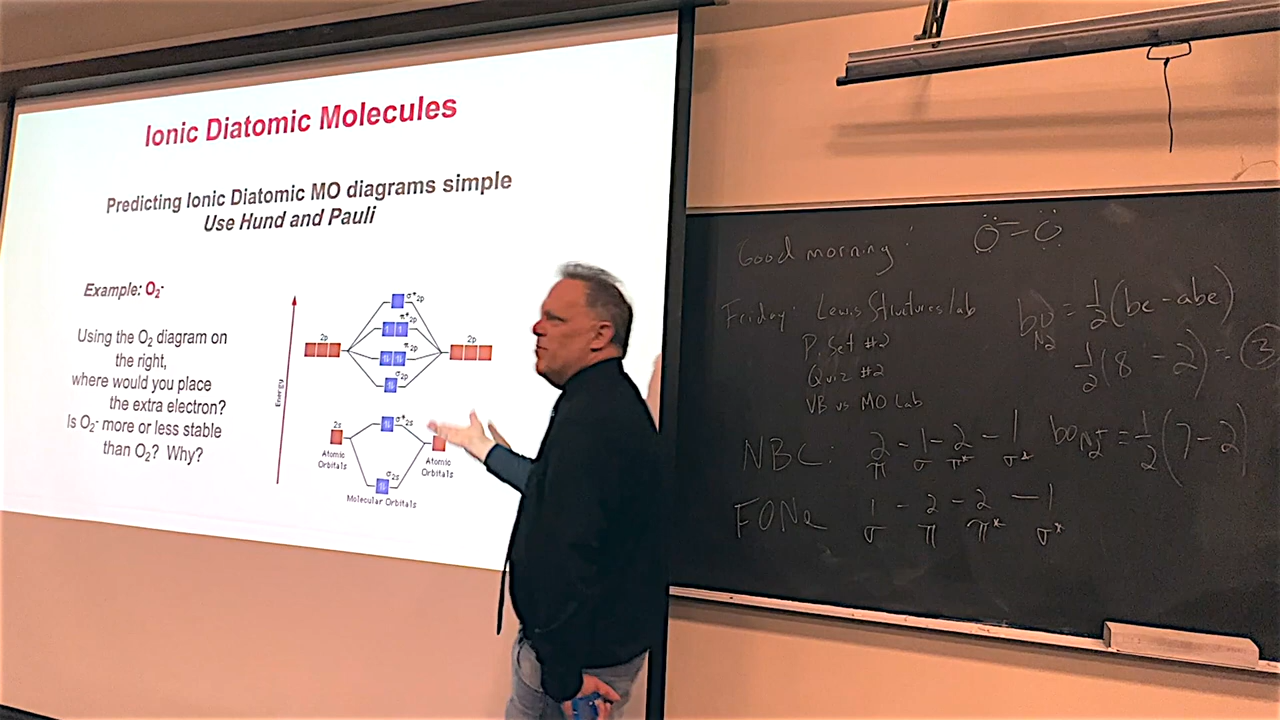 Ionic Diatomic Molecules
Predicting Ionic Diatomic MO diagrams simple
Use Hund and Pauli
Example: O₂⁻
Using the O₂ diagram on
the right,
where would you place
the extra electron?
Is O₂⁻ more or less stable
than O₂? Why?
Energy
σ*2p
π*2p
2p
2p
π2p
σ2p
2s
σ*2s
Atomic
Orbitals
Atomic
Orbitals
σ2s
Molecular Orbitals
Good morning!
O=O
Friday: Lewis Structures lab
P. Set #2
Quiz #2
VB vs MO Lab
NBC: 2 - 1 - 2 - 1
π σ π* σ*
FONe 1 - 2 - 2 - 1
σ π π* σ*
bo N₂ = ½(be - abe)
½(8 - 2) = 3
bo N₂⁺ = ½(7 - 2)